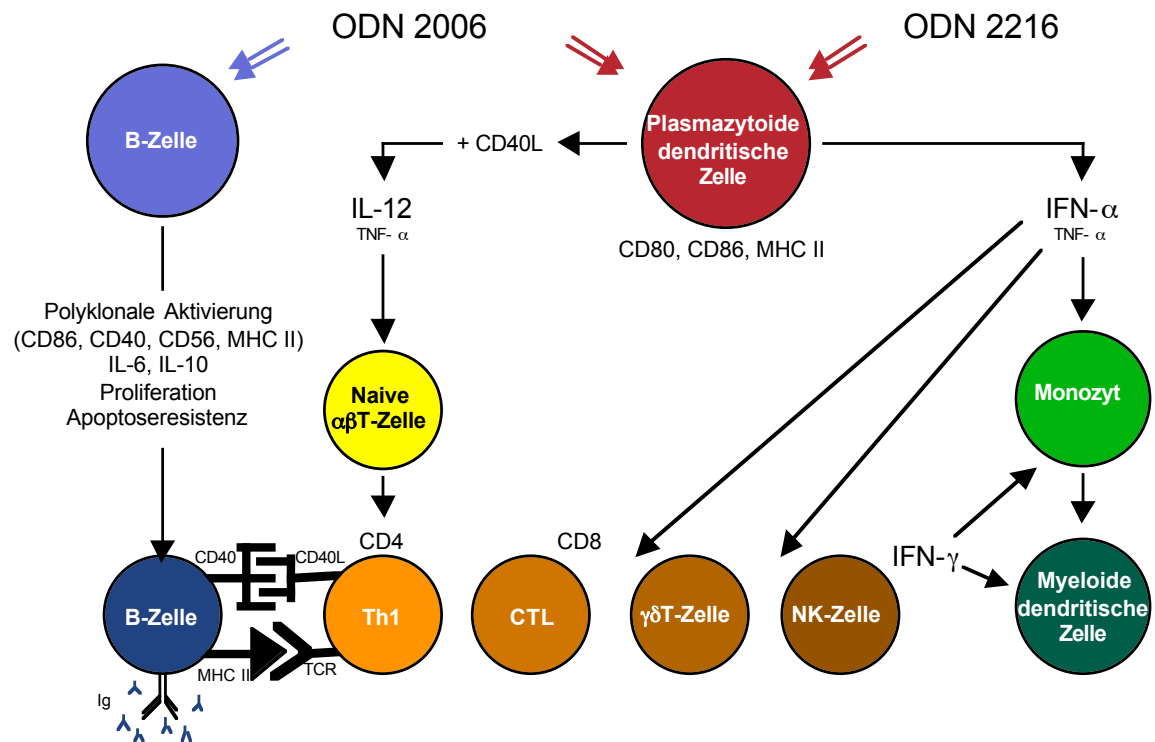 ODN 2006
ODN 2216
B-Zelle
Plasmazytoide
dendritische
Zelle
+ CD40L
IL-12
TNF- α
CD80, CD86, MHC II
IFN- α
TNF- α
Polyklonale Aktivierung
(CD86, CD40, CD56, MHC II)
IL-6, IL-10
Proliferation
Apoptoseresistenz
Naive
αβT-Zelle
Monozyt
CD4
CD8
CD40
CD40L
IFN-γ
B-Zelle
Th1
CTL
γδT-Zelle
NK-Zelle
Myeloide
dendritische
Zelle
MHC II
TCR
Ig